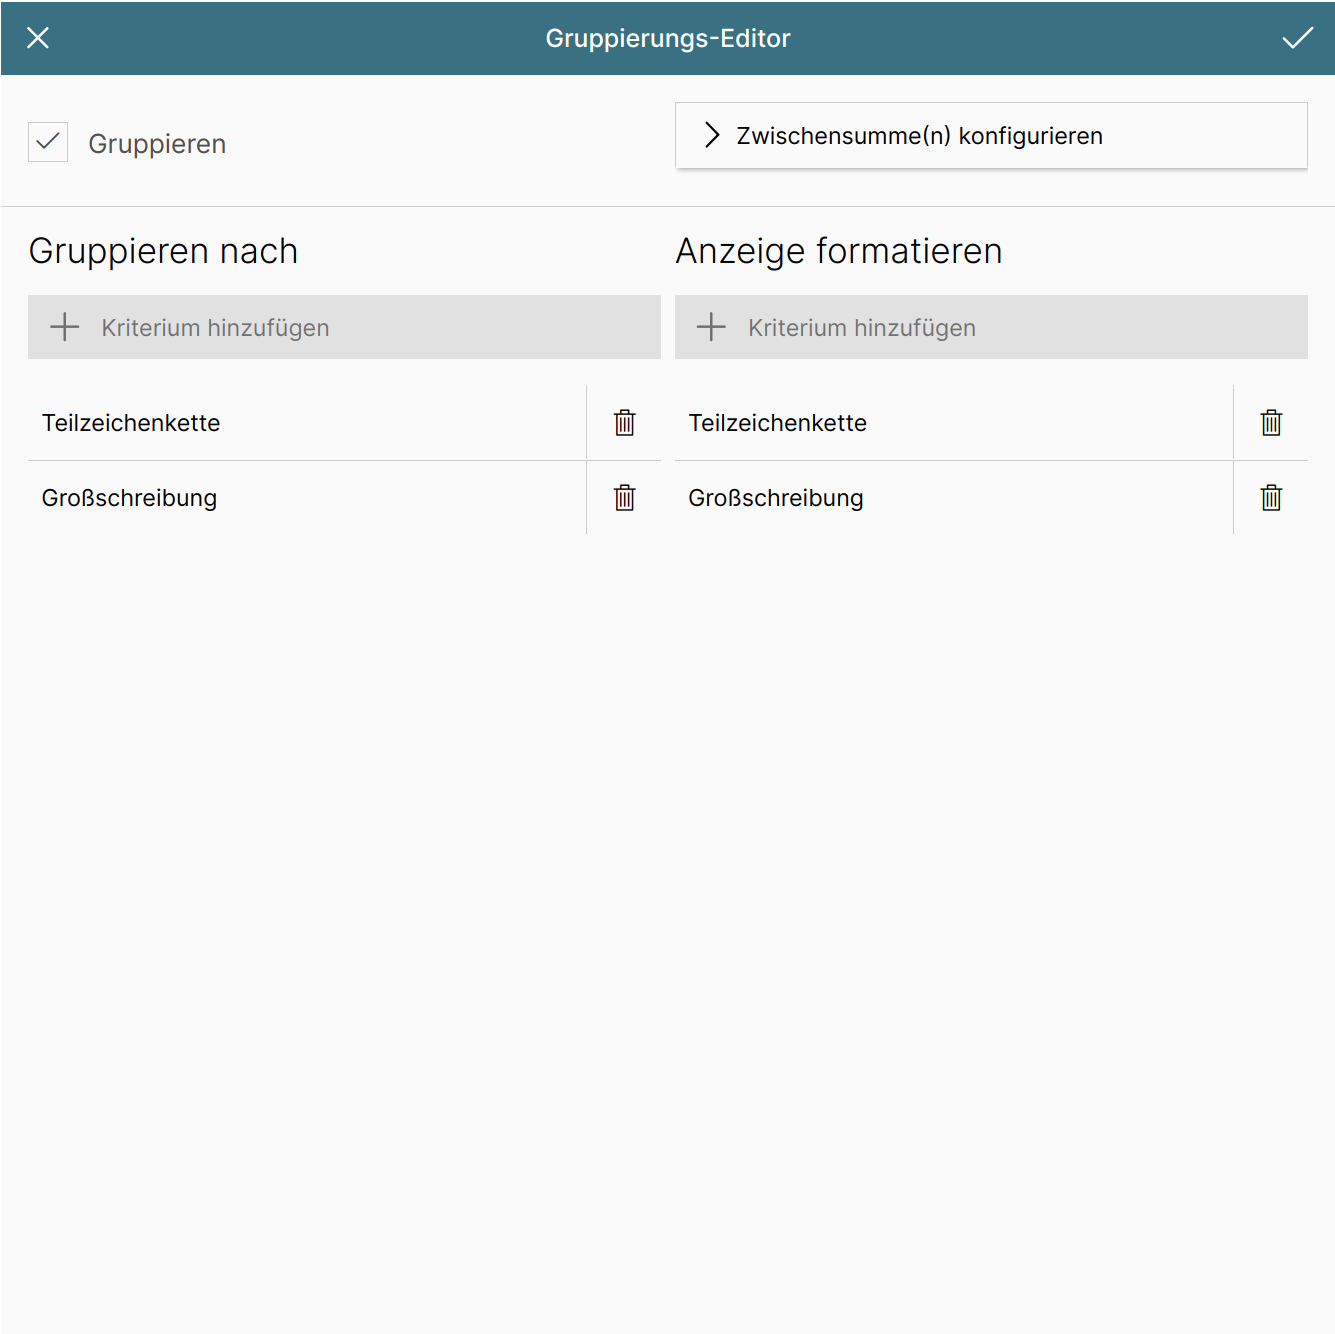 Gruppierungs-Editor
Gruppieren
Zwischensumme(n) konfigurieren
Gruppieren nach
Kriterium hinzufügen
Teilzeichenkette
Großschreibung
Anzeige formatieren
Kriterium hinzufügen
Teilzeichenkette
Großschreibung